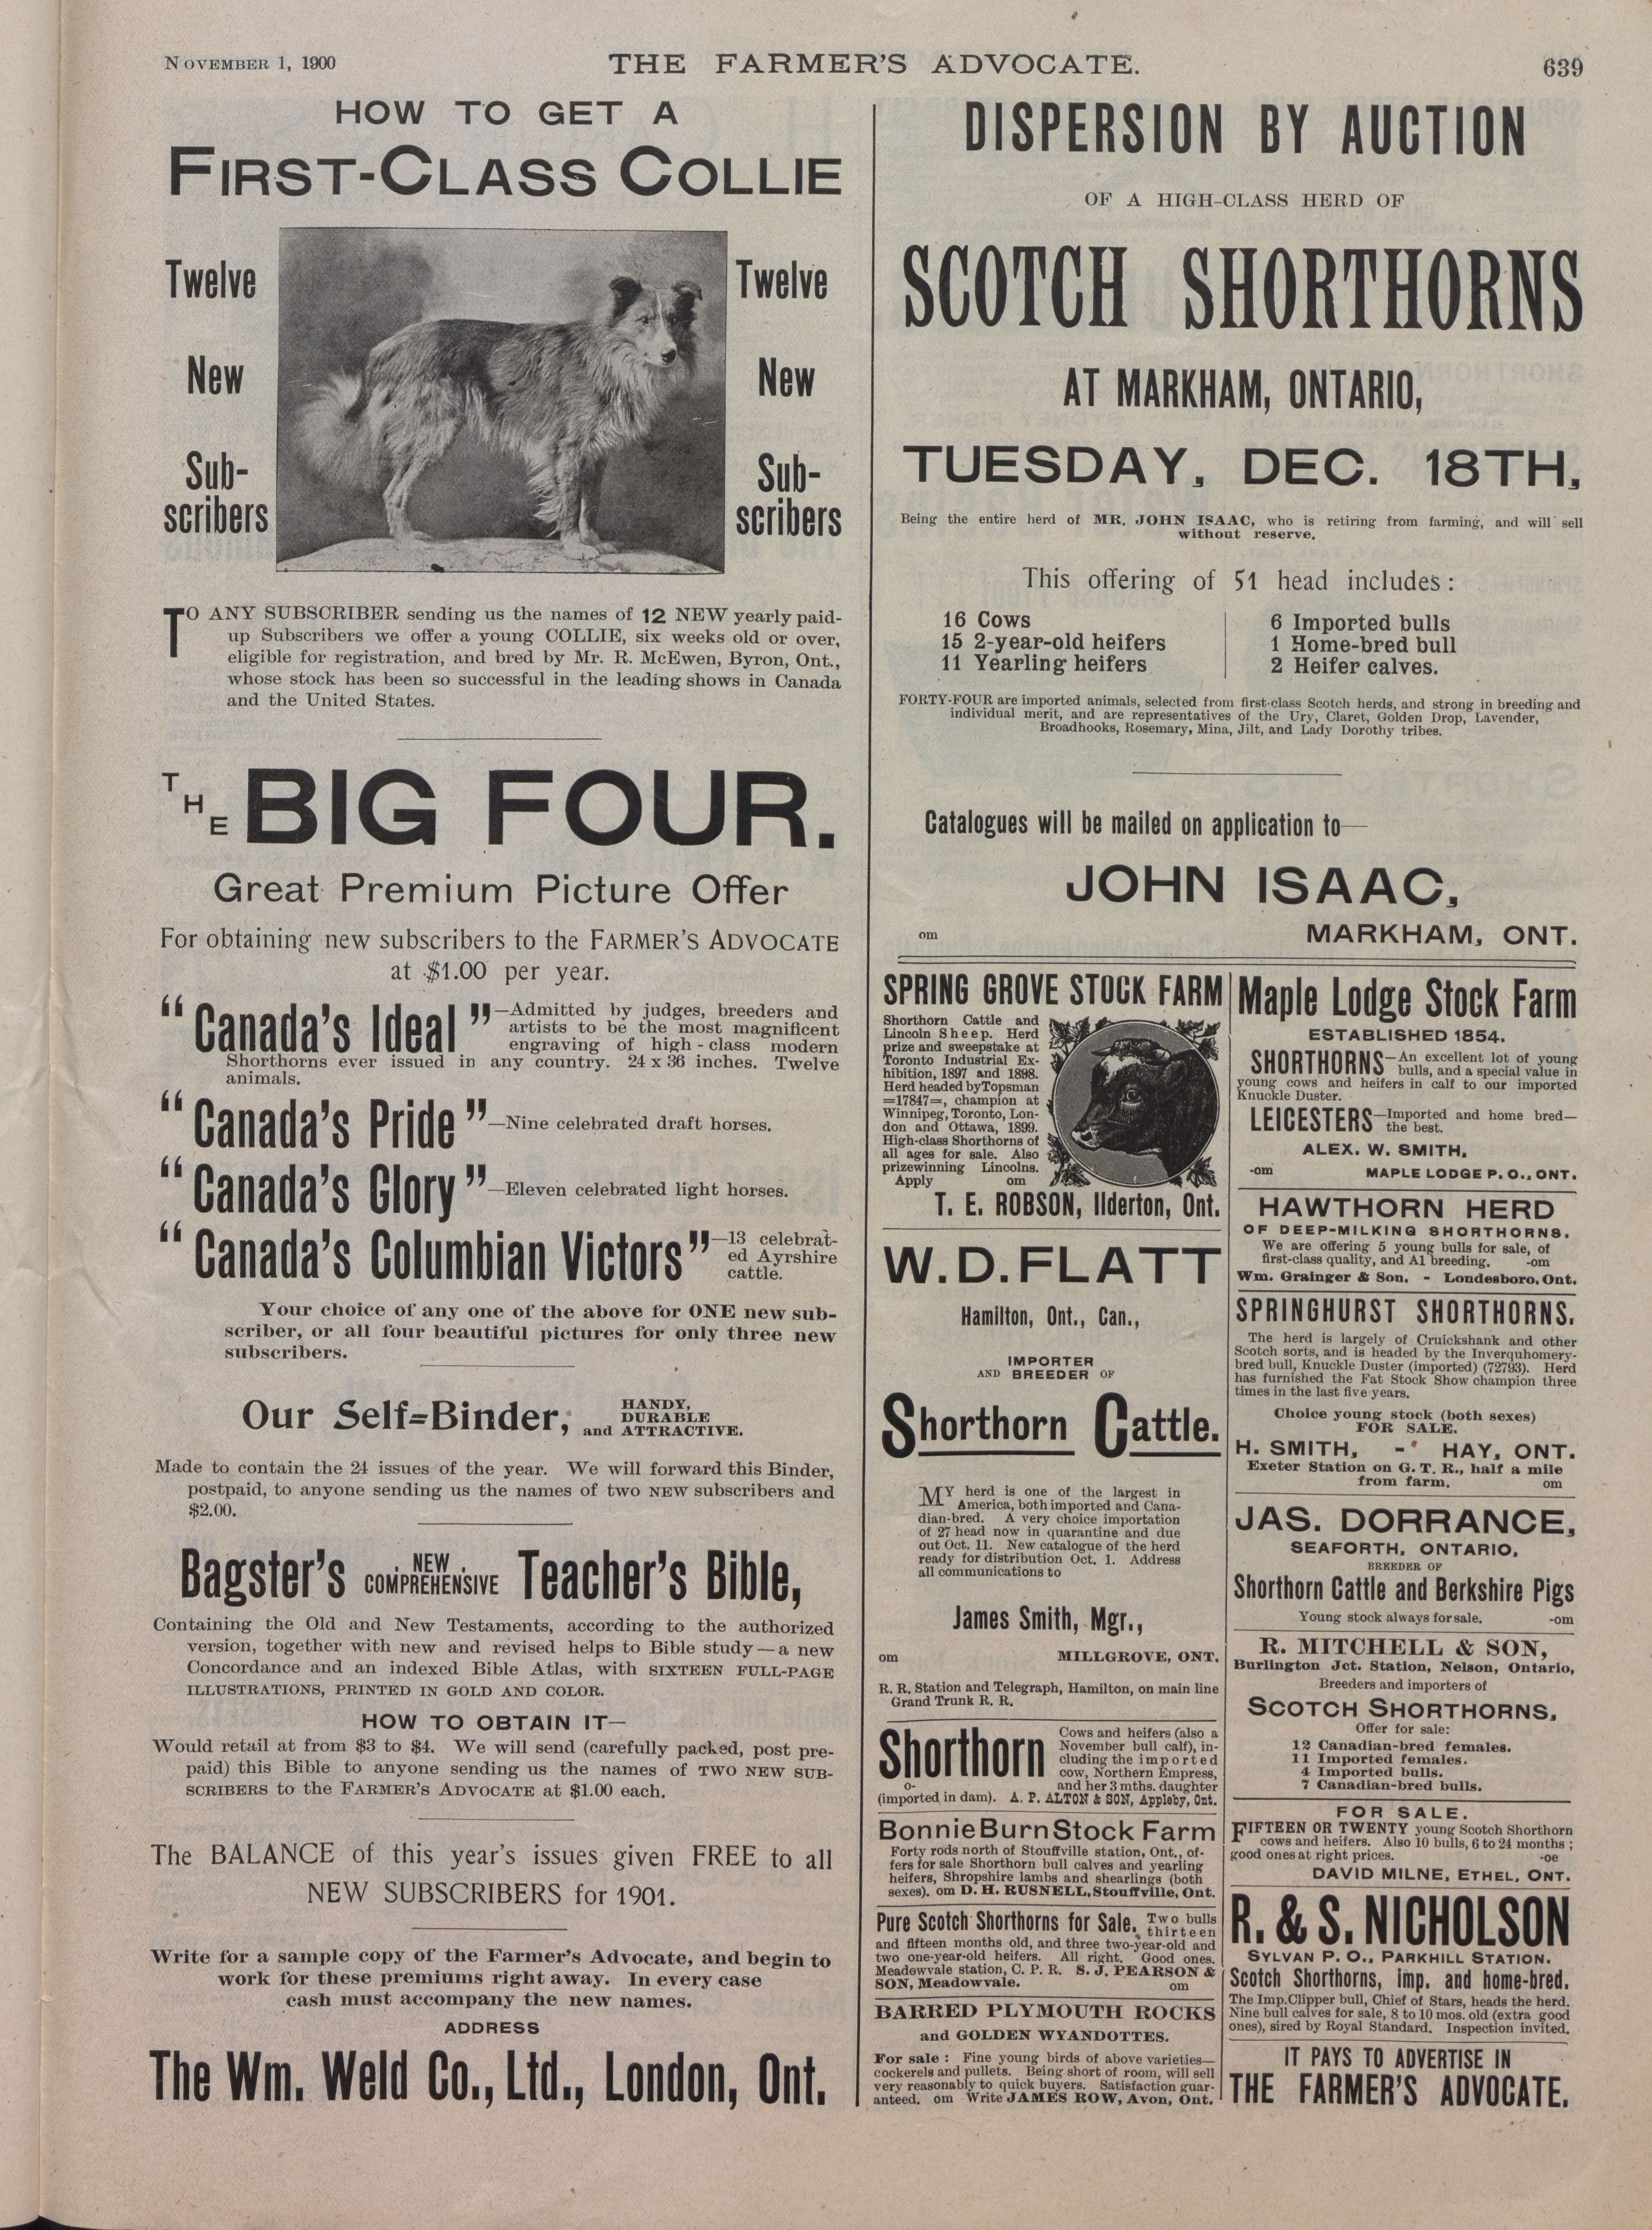 NOVEMBER 1, 1900
THE FARMER'S ADVOCATE.
639
HOW TO GET A
FIRST-CLASS COLLIE
Twelve
New
Sub-
scribers
Twelve
New
Sub-
scribers
TO ANY SUBSCRIBER sending us the names of 12 NEW yearly paid-
up Subscribers we offer a young COLLIE, six weeks old or over,
eligible for registration, and bred by Mr. R. McEwen, Byron, Ont.,
whose stock has been so successful in the leading shows in Canada
and the United States.
THE BIG FOUR.
Great Premium Picture Offer
For obtaining new subscribers to the FARMER'S ADVOCATE
at $1.00 per year.
"Canada's Ideal"—Admitted by judges, breeders and
artists to be the most magnificent
engraving of high-class modern
Shorthorns ever issued in any country. 24 x 36 inches. Twelve
animals.
"Canada's Pride"—Nine celebrated draft horses.
"Canada's Glory"—Eleven celebrated light horses.
"Canada's Columbian Victors"—13 celebrat-
ed Ayrshire
cattle.
Your choice of any one of the above for ONE new sub-
scriber, or all four beautiful pictures for only three new
subscribers.
Our Self=Binder, HANDY,
DURABLE
and ATTRACTIVE.
Made to contain the 24 issues of the year. We will forward this Binder,
postpaid, to anyone sending us the names of two NEW subscribers and
$2.00.
Bagster's NEW COMPREHENSIVE Teacher's Bible,
Containing the Old and New Testaments, according to the authorized
version, together with new and revised helps to Bible study—a new
Concordance and an indexed Bible Atlas, with SIXTEEN FULL-PAGE
ILLUSTRATIONS, PRINTED IN GOLD AND COLOR.
HOW TO OBTAIN IT—
Would retail at from $3 to $4. We will send (carefully packed, post pre-
paid) this Bible to anyone sending us the names of TWO NEW SUB-
SCRIBERS to the FARMER'S ADVOCATE at $1.00 each.
The BALANCE of this year's issues given FREE to all
NEW SUBSCRIBERS for 1901.
Write for a sample copy of the Farmer's Advocate, and begin to
work for these premiums right away. In every case
cash must accompany the new names.
ADDRESS
The Wm. Weld Co., Ltd., London, Ont.
DISPERSION BY AUCTION
OF A HIGH-CLASS HERD OF
SCOTCH SHORTHORNS
AT MARKHAM, ONTARIO,
TUESDAY, DEC. 18TH,
Being the entire herd of MR. JOHN ISAAC, who is retiring from farming, and will sell
without reserve.
This offering of 51 head includes:
16 Cows
15 2-year-old heifers
11 Yearling heifers
6 Imported bulls
1 Home-bred bull
2 Heifer calves.
FORTY-FOUR are imported animals, selected from first-class Scotch herds, and strong in breeding and
individual merit, and are representatives of the Ury, Claret, Golden Drop, Lavender,
Broadhooks, Rosemary, Mina, Jilt, and Lady Dorothy tribes.
Catalogues will be mailed on application to—
JOHN ISAAC,
om MARKHAM, ONT.
SPRING GROVE STOCK FARM
Shorthorn Cattle and
Lincoln Sheep. Herd
prize and sweepstake at
Toronto Industrial Ex-
hibition, 1897 and 1898.
Herd headed by Topsman
=17847=, champion at
Winnipeg, Toronto, Lon-
don and Ottawa, 1899.
High-class Shorthorns of
all ages for sale. Also
prizewinning Lincolns.
Apply om
T. E. ROBSON, Ilderton, Ont.
W. D. FLATT
Hamilton, Ont., Can.,
IMPORTER
AND BREEDER OF
Shorthorn Cattle.
MY herd is one of the largest in
America, both imported and Cana-
dian-bred. A very choice importation
of 27 head now in quarantine and due
out Oct. 11. New catalogue of the herd
ready for distribution Oct. 1. Address
all communications to
James Smith, Mgr.,
om MILLGROVE, ONT.
R. R. Station and Telegraph, Hamilton, on main line
Grand Trunk R. R.
Shorthorn Cows and heifers (also a
November bull calf), in-
cluding the imported
cow, Northern Empress,
o- and her 3 mths. daughter
(imported in dam). A. P. ALTON & SON, Appleby, Ont.
Bonnie Burn Stock Farm
Forty rods north of Stouffville station, Ont., of-
fers for sale Shorthorn bull calves and yearling
heifers, Shropshire lambs and shearlings (both
sexes). om D. H. RUSNELL, Stouffville, Ont.
Pure Scotch Shorthorns for Sale. Two bulls
thirteen
and fifteen months old, and three two-year-old and
two one-year-old heifers. All right. Good ones.
Meadowvale station, C. P. R. S. J. PEARSON &
SON, Meadowvale. om
BARRED PLYMOUTH ROCKS
and GOLDEN WYANDOTTES.
For sale: Fine young birds of above varieties—
cockerels and pullets. Being short of room, will sell
very reasonably to quick buyers. Satisfaction guar-
anteed. om Write JAMES ROW, Avon, Ont.
Maple Lodge Stock Farm
ESTABLISHED 1854.
SHORTHORNS—An excellent lot of young
bulls, and a special value in
young cows and heifers in calf to our imported
Knuckle Duster.
LEICESTERS—Imported and home bred—
the best.
ALEX. W. SMITH,
-om MAPLE LODGE P. O., ONT.
HAWTHORN HERD
OF DEEP-MILKING SHORTHORNS.
We are offering 5 young bulls for sale, of
first-class quality, and A1 breeding. -om
Wm. Grainger & Son, - Londesboro, Ont.
SPRINGHURST SHORTHORNS.
The herd is largely of Cruickshank and other
Scotch sorts, and is headed by the Inverquhomery-
bred bull, Knuckle Duster (imported) (72793). Herd
has furnished the Fat Stock Show champion three
times in the last five years.
Choice young stock (both sexes)
FOR SALE.
H. SMITH, - HAY, ONT.
Exeter Station on G. T. R., half a mile
from farm. om
JAS. DORRANCE,
SEAFORTH, ONTARIO,
BREEDER OF
Shorthorn Cattle and Berkshire Pigs
Young stock always for sale. -om
R. MITCHELL & SON,
Burlington Jct. Station, Nelson, Ontario,
Breeders and importers of
SCOTCH SHORTHORNS,
Offer for sale:
12 Canadian-bred females.
11 Imported females.
4 Imported bulls.
7 Canadian-bred bulls.
FOR SALE.
FIFTEEN OR TWENTY young Scotch Shorthorn
cows and heifers. Also 10 bulls, 6 to 24 months;
good ones at right prices. -oe
DAVID MILNE, ETHEL, ONT.
R. & S. NICHOLSON
SYLVAN P. O., PARKHILL STATION.
Scotch Shorthorns, imp. and home-bred.
The Imp. Clipper bull, Chief of Stars, heads the herd.
Nine bull calves for sale, 8 to 10 mos. old (extra good
ones), sired by Royal Standard. Inspection invited.
IT PAYS TO ADVERTISE IN
THE FARMER'S ADVOCATE.